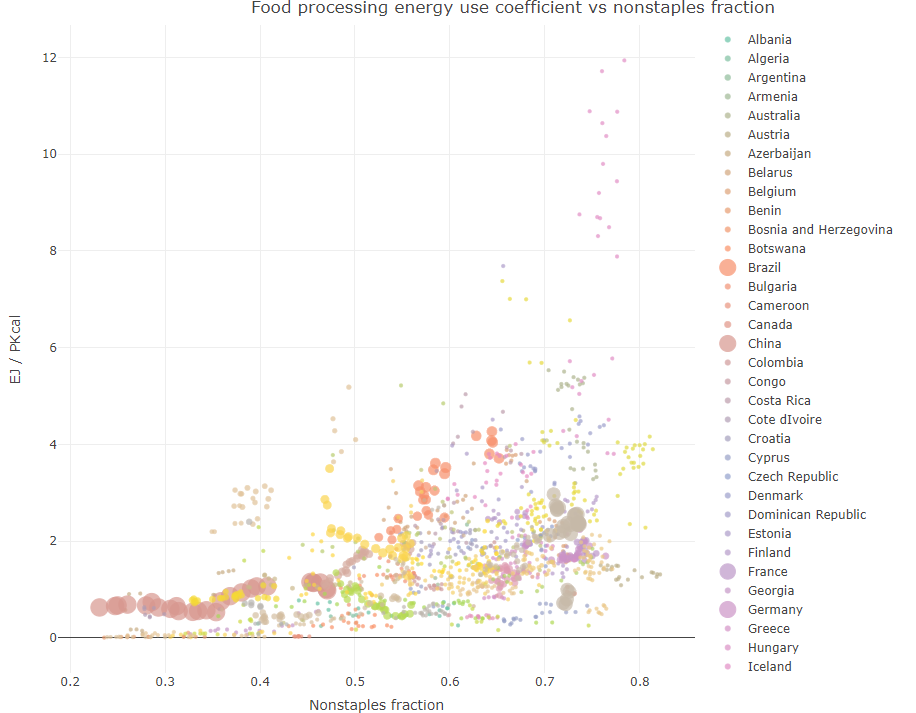 Food processing energy use coefficient vs nonstaples fraction
EJ / PKcal
12
10
8
6
4
2
0
0.2 0.3 0.4 0.5 0.6 0.7 0.8
Nonstaples fraction
Albania
Algeria
Argentina
Armenia
Australia
Austria
Azerbaijan
Belarus
Belgium
Benin
Bosnia and Herzegovina
Botswana
Brazil
Bulgaria
Cameroon
Canada
China
Colombia
Congo
Costa Rica
Cote dIvoire
Croatia
Cyprus
Czech Republic
Denmark
Dominican Republic
Estonia
Finland
France
Georgia
Germany
Greece
Hungary
Iceland